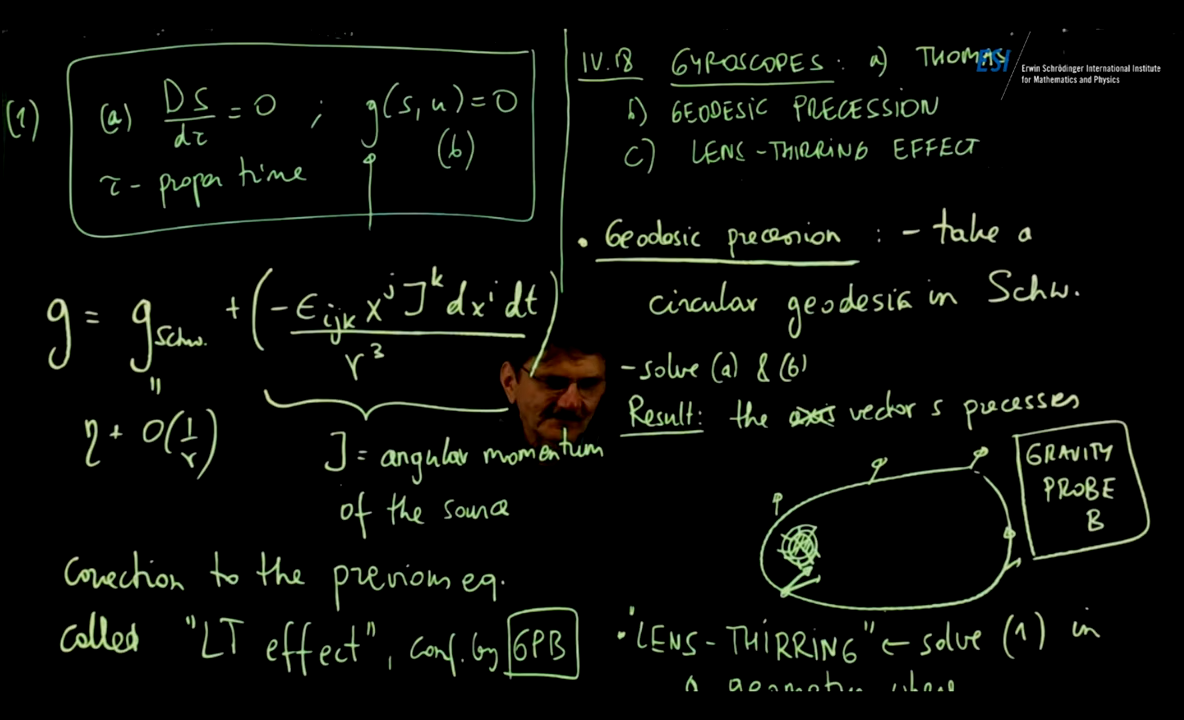 (1) (a) Ds/dτ = 0 ; g(s, u) = 0 (b)
τ - proper time
g = g_Schw. + (-ε_ijk x^j J^k dx^i dt / r^3)
"
η + O(1/r)
J = angular momentum
of the source
correction to the previous eq.
called "LT effect", conf. by GPB
IV.18 GYROSCOPES : a) THOMAS
b) GEODESIC PRECESSION
c) LENS-THIRRING EFFECT
• Geodesic precession : - take a
circular geodesic in Schw.
- solve (a) & (b)
Result: the vector s precesses
GRAVITY
PROBE
B
• "LENS-THIRRING" ← solve (1) in
a geometry where
ESI Erwin Schrödinger International Institute
for Mathematics and Physics